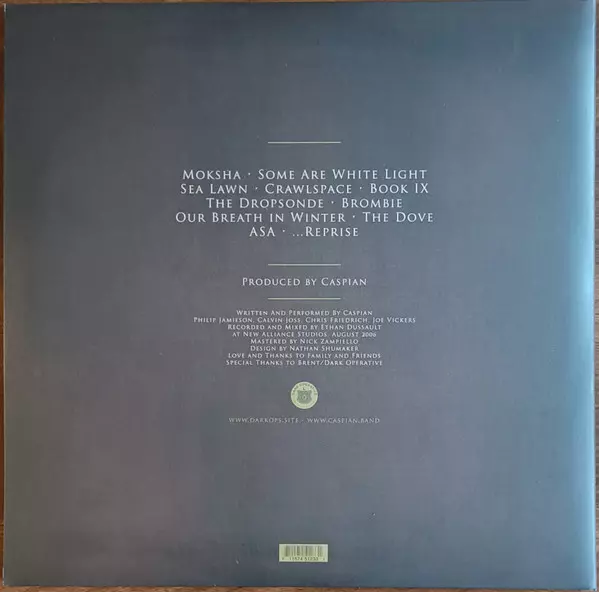 Moksha · Some Are White Light
Sea Lawn · Crawlspace · Book IX
The Dropsonde · Brombie
Our Breath in Winter · The Dove
ASA · ...Reprise
Produced by Caspian
Written And Performed By Caspian
Philip Jamieson, Calvin Joss, Chris Friedrich, Joe Vickers
Recorded and Mixed by Ethan Dussault
at New Alliance Studios, August 2006
Mastered by Nick Zampiello
Design by Nathan Shumaker
Love and Thanks to Family and Friends
Special Thanks to Brent/Dark Operative
www.darkops.site - www.caspian.band